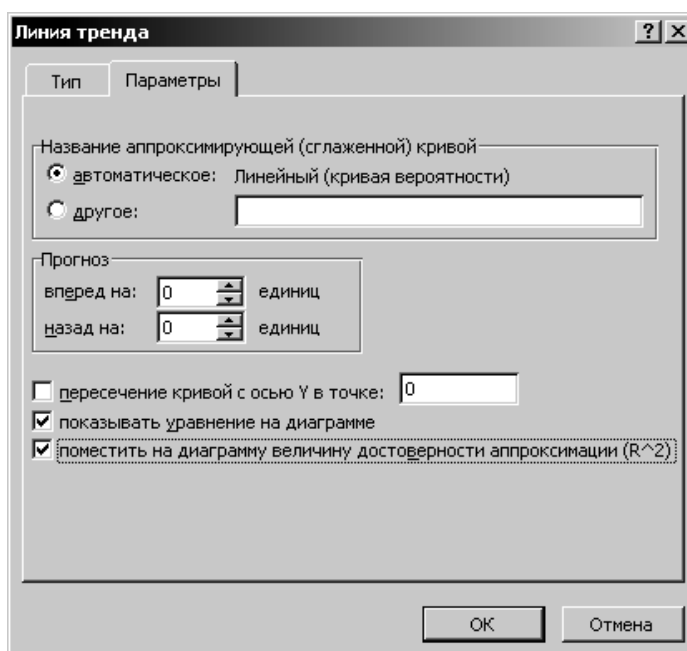 Линия тренда
Тип Параметры
Название аппроксимирующей (сглаженной) кривой
автоматическое: Линейный (кривая вероятности)
другое:
Прогноз
вперед на: 0 единиц
назад на: 0 единиц
пересечение кривой с осью Y в точке: 0
показывать уравнение на диаграмме
поместить на диаграмму величину достоверности аппроксимации (R^2)
OK Отмена